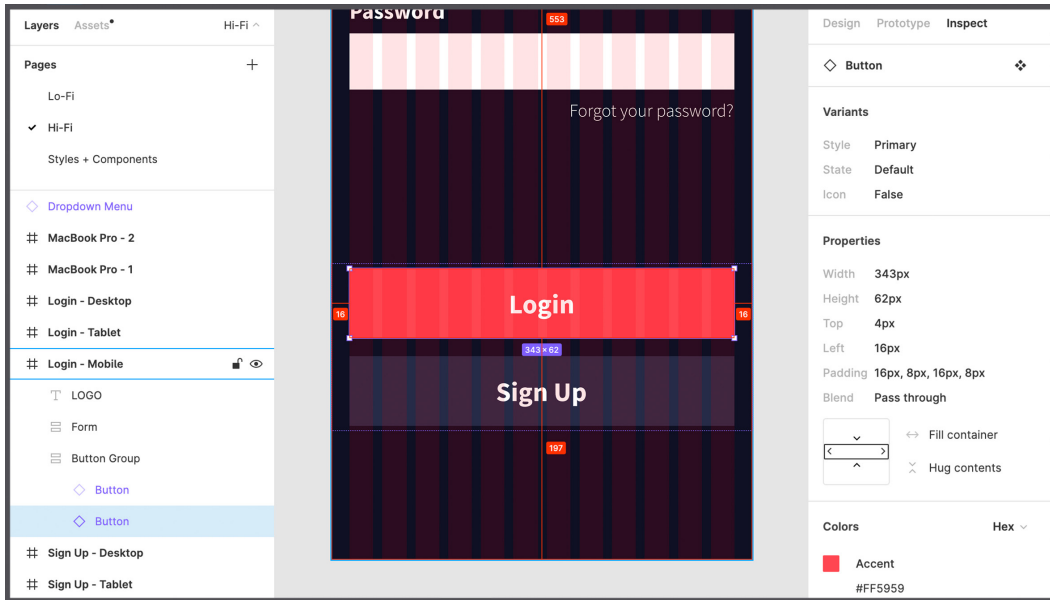 Layers Assets Hi-Fi
Pages
Lo-Fi
Hi-Fi
Styles + Components
Dropdown Menu
MacBook Pro - 2
MacBook Pro - 1
Login - Desktop
Login - Tablet
Login - Mobile
LOGO
Form
Button Group
Button
Button
Sign Up - Desktop
Sign Up - Tablet
Password
553
Forgot your password?
Login
16
16
343 × 62
Sign Up
197
Design Prototype Inspect
Button
Variants
Style Primary
State Default
Icon False
Properties
Width 343px
Height 62px
Top 4px
Left 16px
Padding 16px, 8px, 16px, 8px
Blend Pass through
Fill container
Hug contents
Colors Hex
Accent
#FF5959